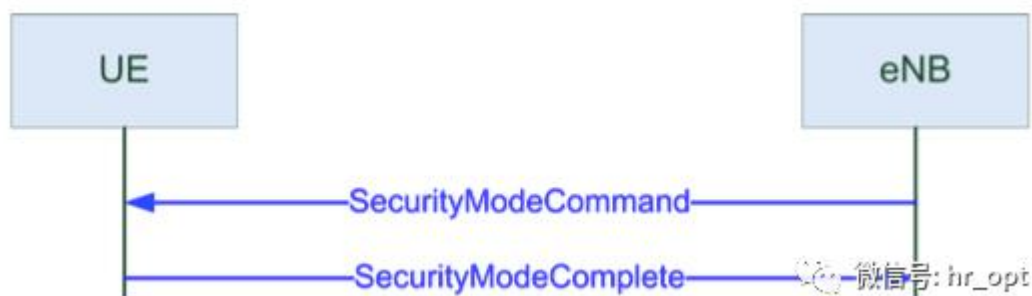 UE
eNB
SecurityModeCommand
SecurityModeComplete
微信号: hr_opt